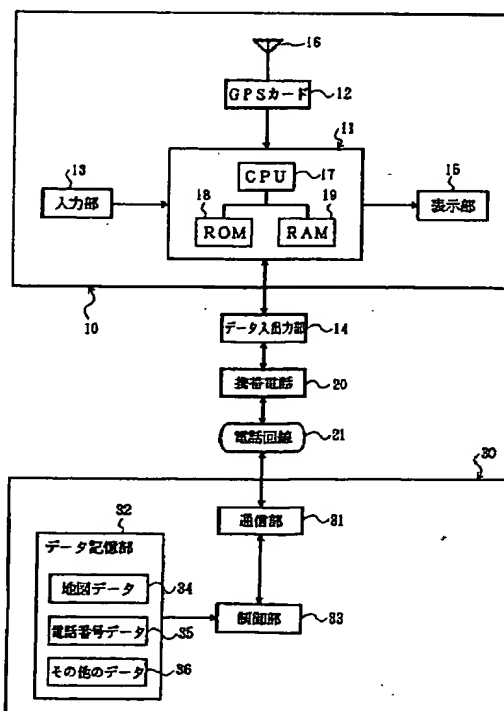 16
GPSカード
12
11
13
入力部
CPU
17
18
ROM
19
RAM
15
表示部
10
データ入出力部
14
携帯電話
20
電話回線
21
30
32
データ記憶部
通信部
31
地図データ
34
電話番号データ
35
制御部
33
その他のデータ
36